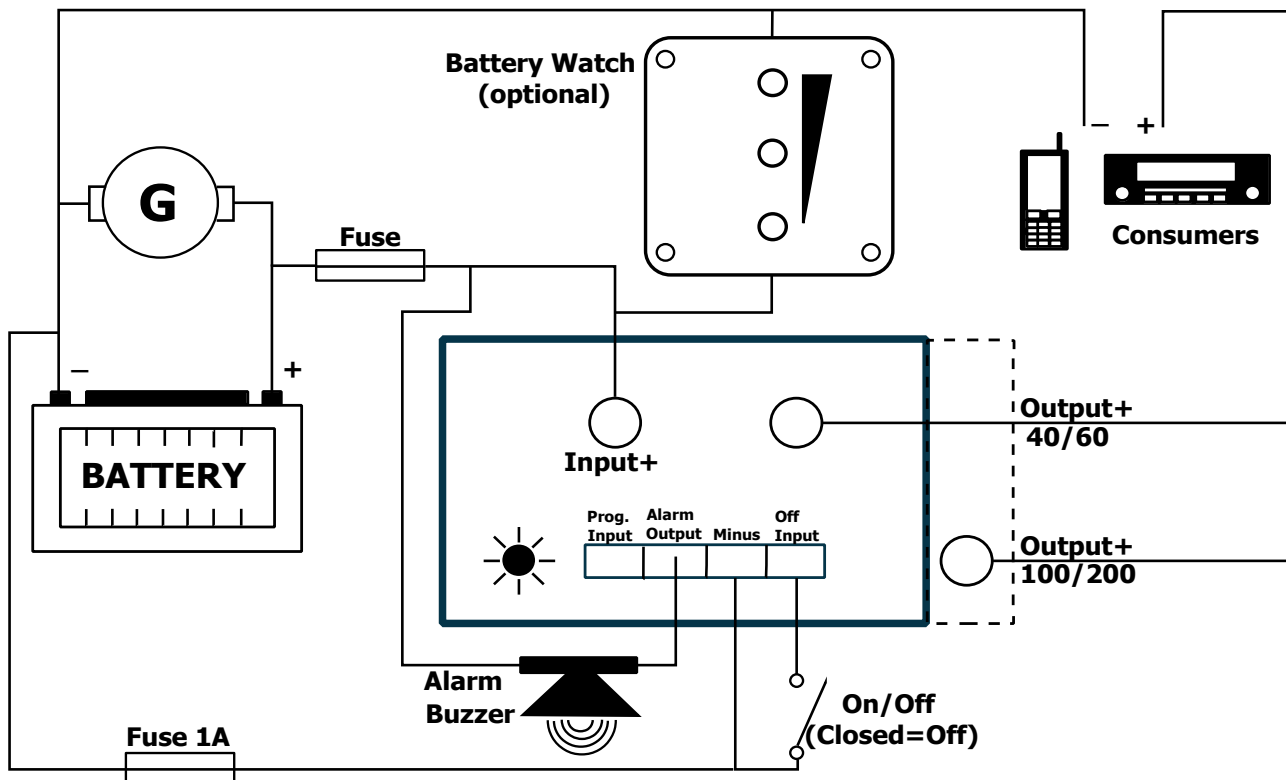 Battery Watch
(optional)
− +
G
Fuse
Consumers
− +
BATTERY
Input+
Output+
40/60
Prog.
Input
Alarm
Output
Minus
Off
Input
Output+
100/200
Alarm
Buzzer
On/Off
(Closed=Off)
Fuse 1A